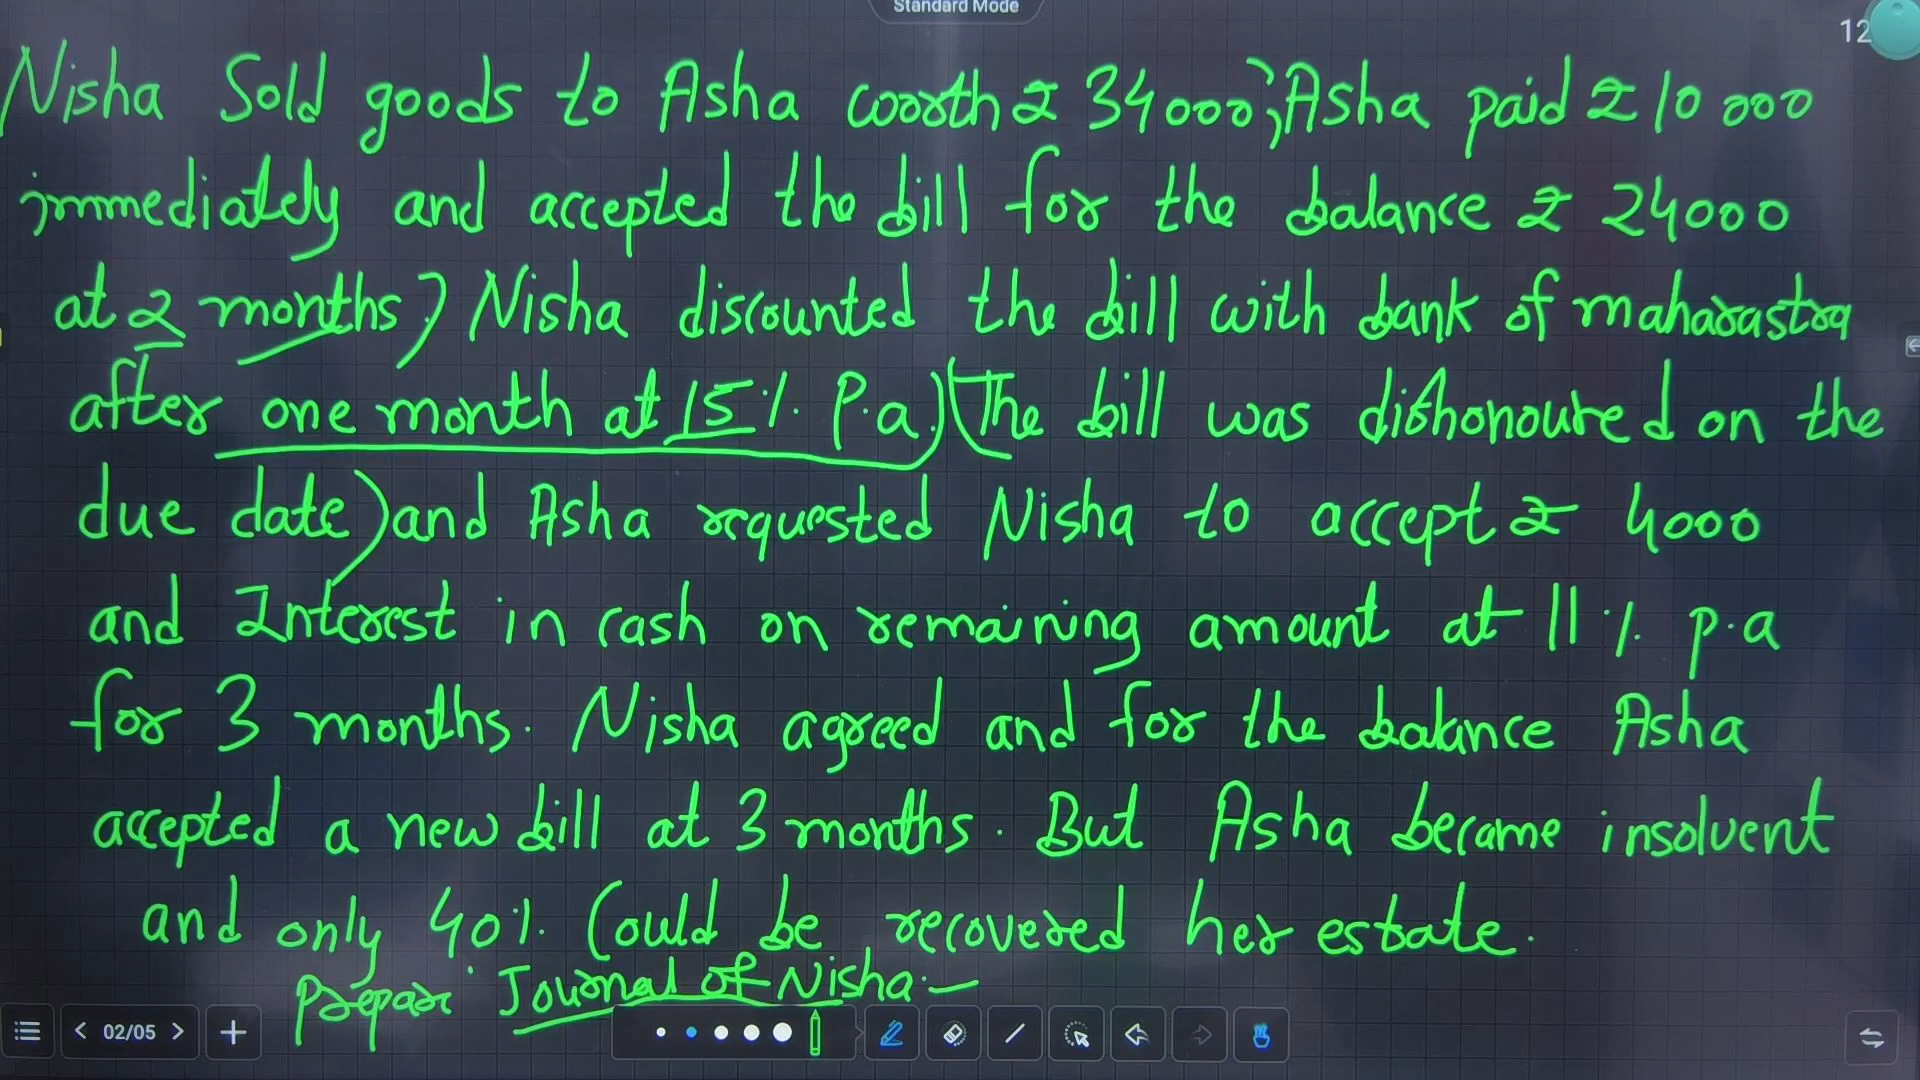 Standard Mode
12
Nisha Sold goods to Asha worth ₹ 34000; Asha paid ₹ 10000
immediately and accepted the bill for the balance ₹ 24000
at 2 months) Nisha discounted the bill with bank of maharastra
after one month at 15% P.a.) (The bill was dishonoured on the
due date) and Asha requested Nisha to accept ₹ 4000
and Interest in cash on remaining amount at 11% p.a
for 3 months. Nisha agreed and for the balance Asha
accepted a new bill at 3 months. But Asha became insolvent
and only 40% Could be recovered her estate.
Prepare Journal of Nisha:-
02/05